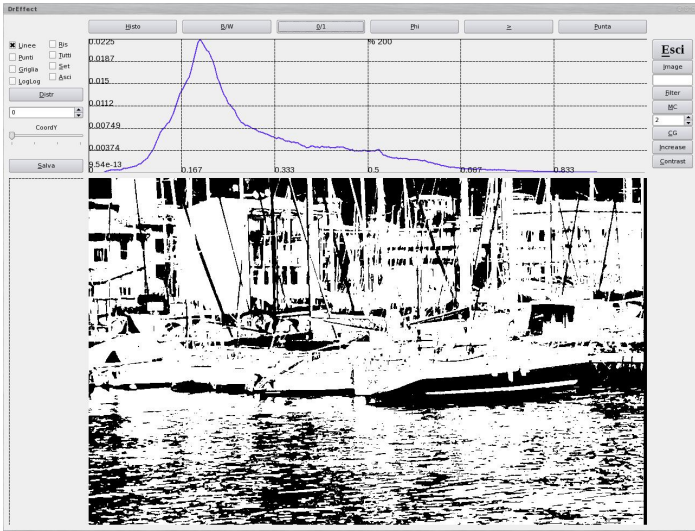 DrEffect
Histo B/W 0/1 Phi ≥ Punta
Linee Bis
Punti Tutti
Griglia Set
LogLog Asci
Distr
0
CoordY
Salva
0.0225 % 200
0.0187
0.015
0.0112
0.00749
0.00374
9.54e-13
0 0.167 0.333 0.5 0.667 0.833
Esci
Image
Filter
MC
2
CG
Increase
Contrast